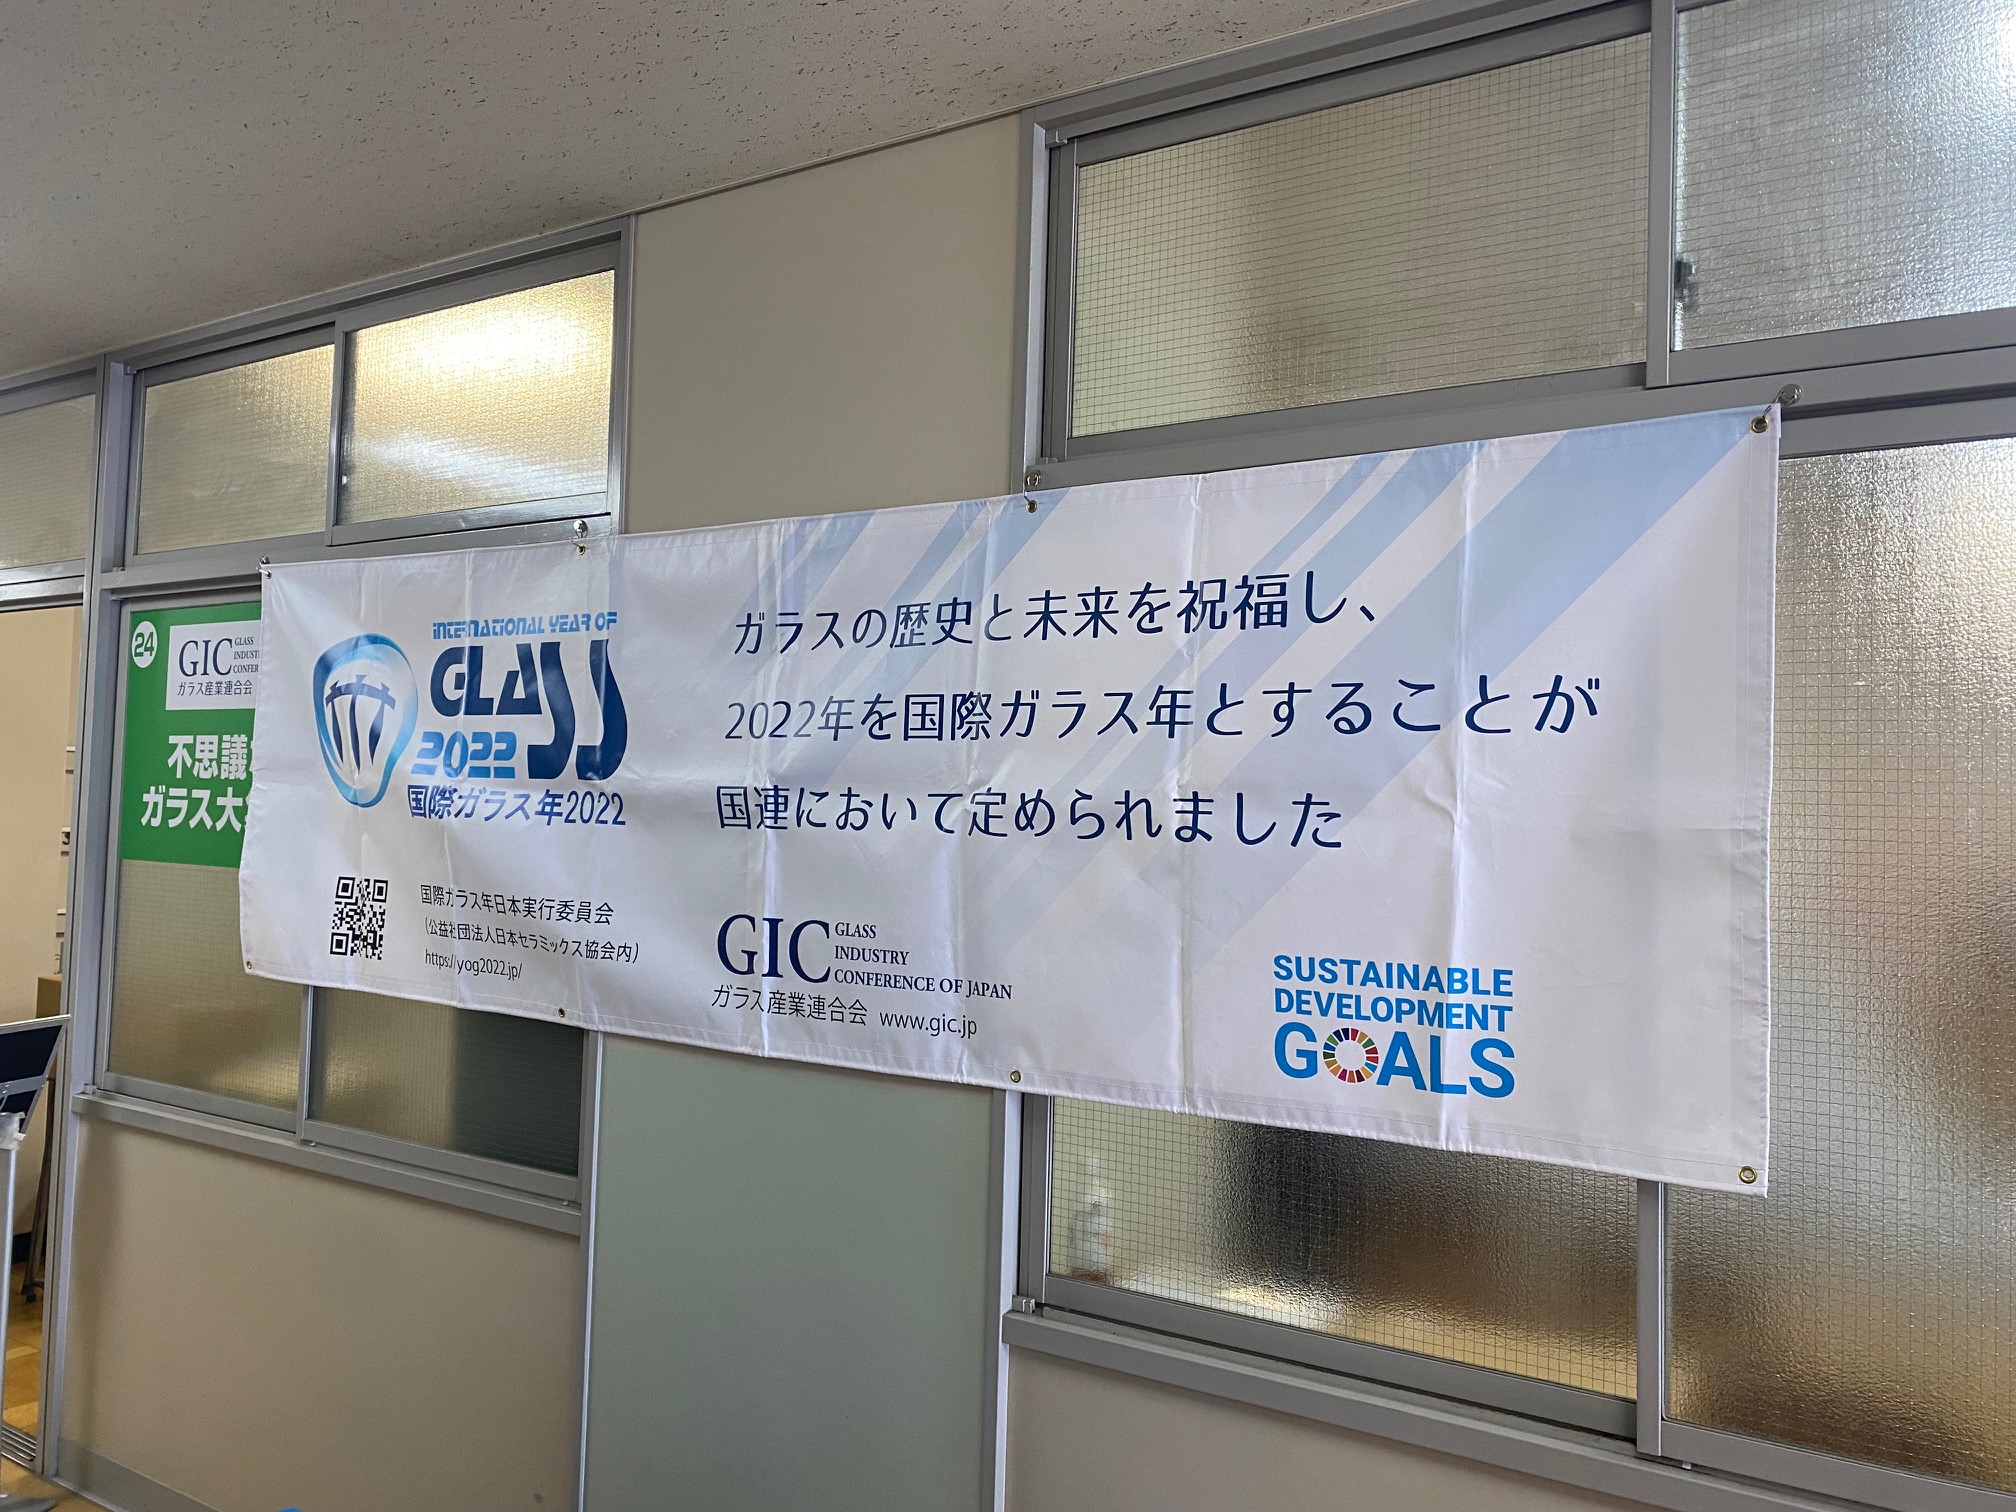 24
GIC
GLASS
ガラス産業連合会
不思議
ガラス大
INTERNATIONAL YEAR OF
GLASS
2022
国際ガラス年2022
国際ガラス年日本実行委員会
(公益社団法人日本セラミックス協会内)
https://yog2022.jp/
ガラスの歴史と未来を祝福し、
2022年を国際ガラス年とすることが
国連において定められました
GIC GLASS
INDUSTRY
CONFERENCE OF JAPAN
ガラス産業連合会 www.gic.jp
SUSTAINABLE
DEVELOPMENT
GOALS